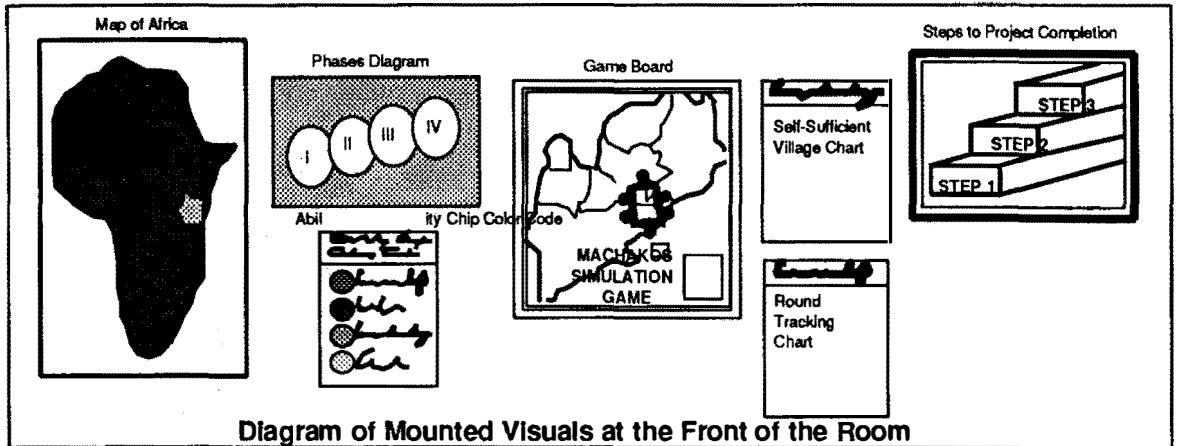 Map of Africa
Phases Diagram
I
II
III
IV
Abil ity Chip Color Code
Game Board
MACHAKOS
SIMULATION
GAME
Self-Sufficient
Village Chart
Round
Tracking
Chart
Steps to Project Completion
STEP 3
STEP 2
STEP 1
Diagram of Mounted Visuals at the Front of the Room